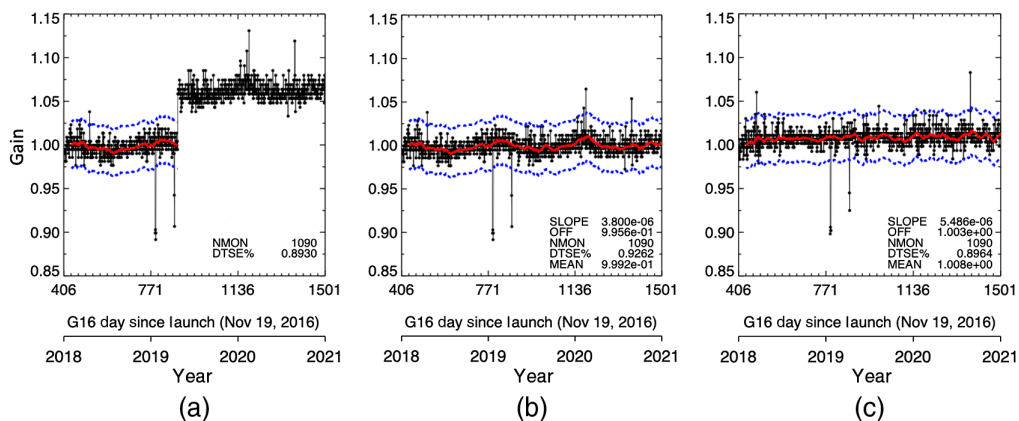 1.15 1.15 1.15
1.10 1.10 1.10
1.05 1.05 1.05
Gain
1.00 1.00 1.00
0.95 0.95 0.95
0.90 0.90 0.90
0.85 0.85 0.85
NMON 1090
DTSE% 0.8930
SLOPE 3.800e-06
OFF 9.956e-01
NMON 1090
DTSE% 0.9262
MEAN 9.992e-01
SLOPE 5.486e-06
OFF 1.003e+00
NMON 1090
DTSE% 0.8964
MEAN 1.008e+00
406 771 1136 1501 406 771 1136 1501 406 771 1136 1501
G16 day since launch (Nov 19, 2016) G16 day since launch (Nov 19, 2016) G16 day since launch (Nov 19, 2016)
2018 2019 2020 2021 2018 2019 2020 2021 2018 2019 2020 2021
Year Year Year
(a) (b) (c)